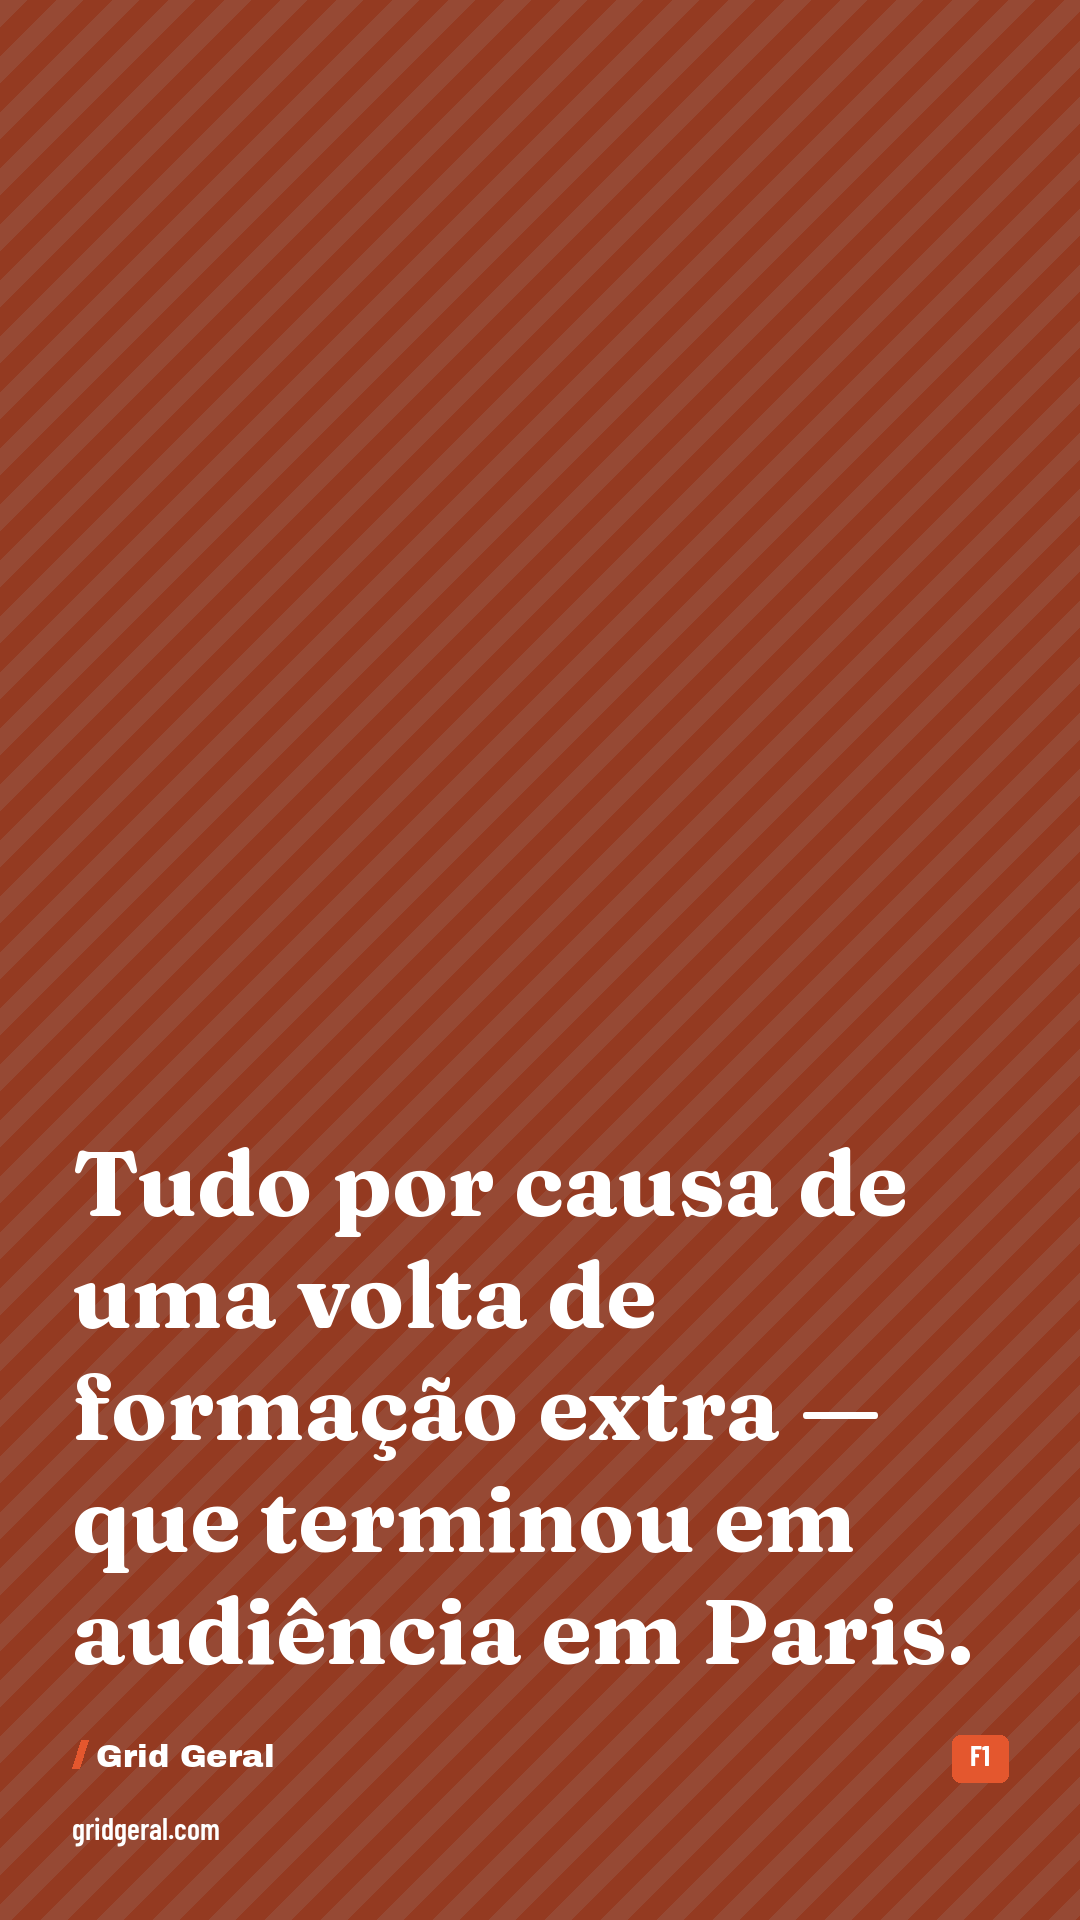 Tudo por causa de
uma volta de
formação extra —
que terminou em
audiência em Paris.
/ Grid Geral
F1
gridgeral.com